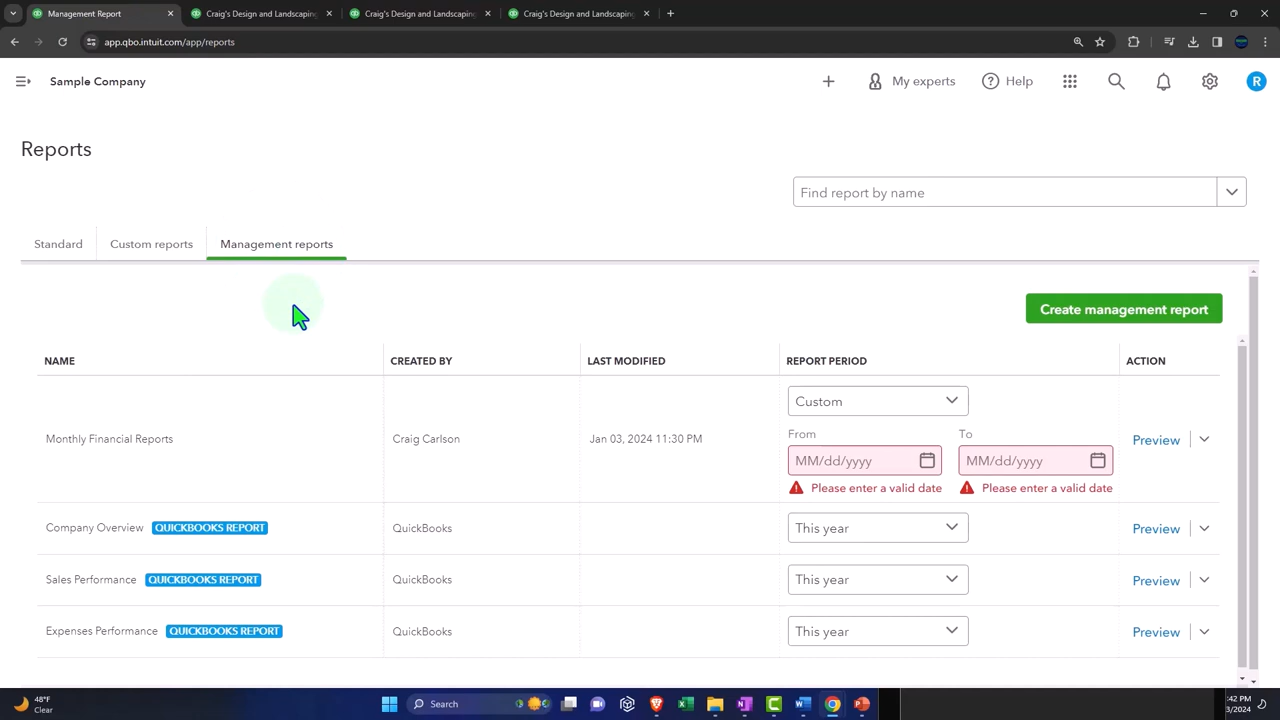 Management Report
Craig's Design and Landscaping
Craig's Design and Landscaping
Craig's Design and Landscaping
app.qbo.intuit.com/app/reports
Sample Company
My experts
Help
R
Reports
Find report by name
Standard
Custom reports
Management reports
Create management report
NAME
CREATED BY
LAST MODIFIED
REPORT PERIOD
ACTION
Custom
From
To
Monthly Financial Reports
Craig Carlson
Jan 03, 2024 11:30 PM
MM/dd/yyyy
MM/dd/yyyy
Preview
Please enter a valid date
Please enter a valid date
Company Overview QUICKBOOKS REPORT
QuickBooks
This year
Preview
Sales Performance QUICKBOOKS REPORT
QuickBooks
This year
Preview
Expenses Performance QUICKBOOKS REPORT
QuickBooks
This year
Preview
48°F
Clear
Search
:42 PM
3/2024